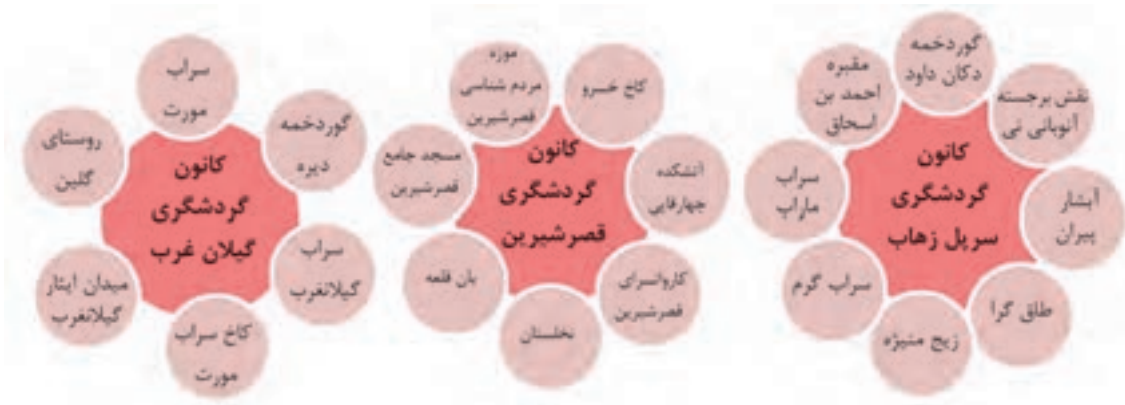 کانون
گردشگری
سرپل زهاب
گوردخمه
دکان داود
نقش برجسته
آنوبانی نی
آبشار
پیران
طاق گرا
زیج منیژه
سراب گرم
سراب
ماراپ
مقبره
احمد بن
اسحاق
کانون
گردشگری
قصرشیرین
کاخ خسرو
آتشکده
چهارقاپی
کاروانسرای
قصرشیرین
نخلستان
بان قلعه
مسجد جامع
قصرشیرین
موزه
مردم شناسی
قصرشیرین
کانون
گردشگری
گیلان غرب
سراب
مورت
گوردخمه
دیره
سراب
گیلانغرب
کاخ سراب
مورت
میدان ایثار
گیلانغرب
روستای
گلین